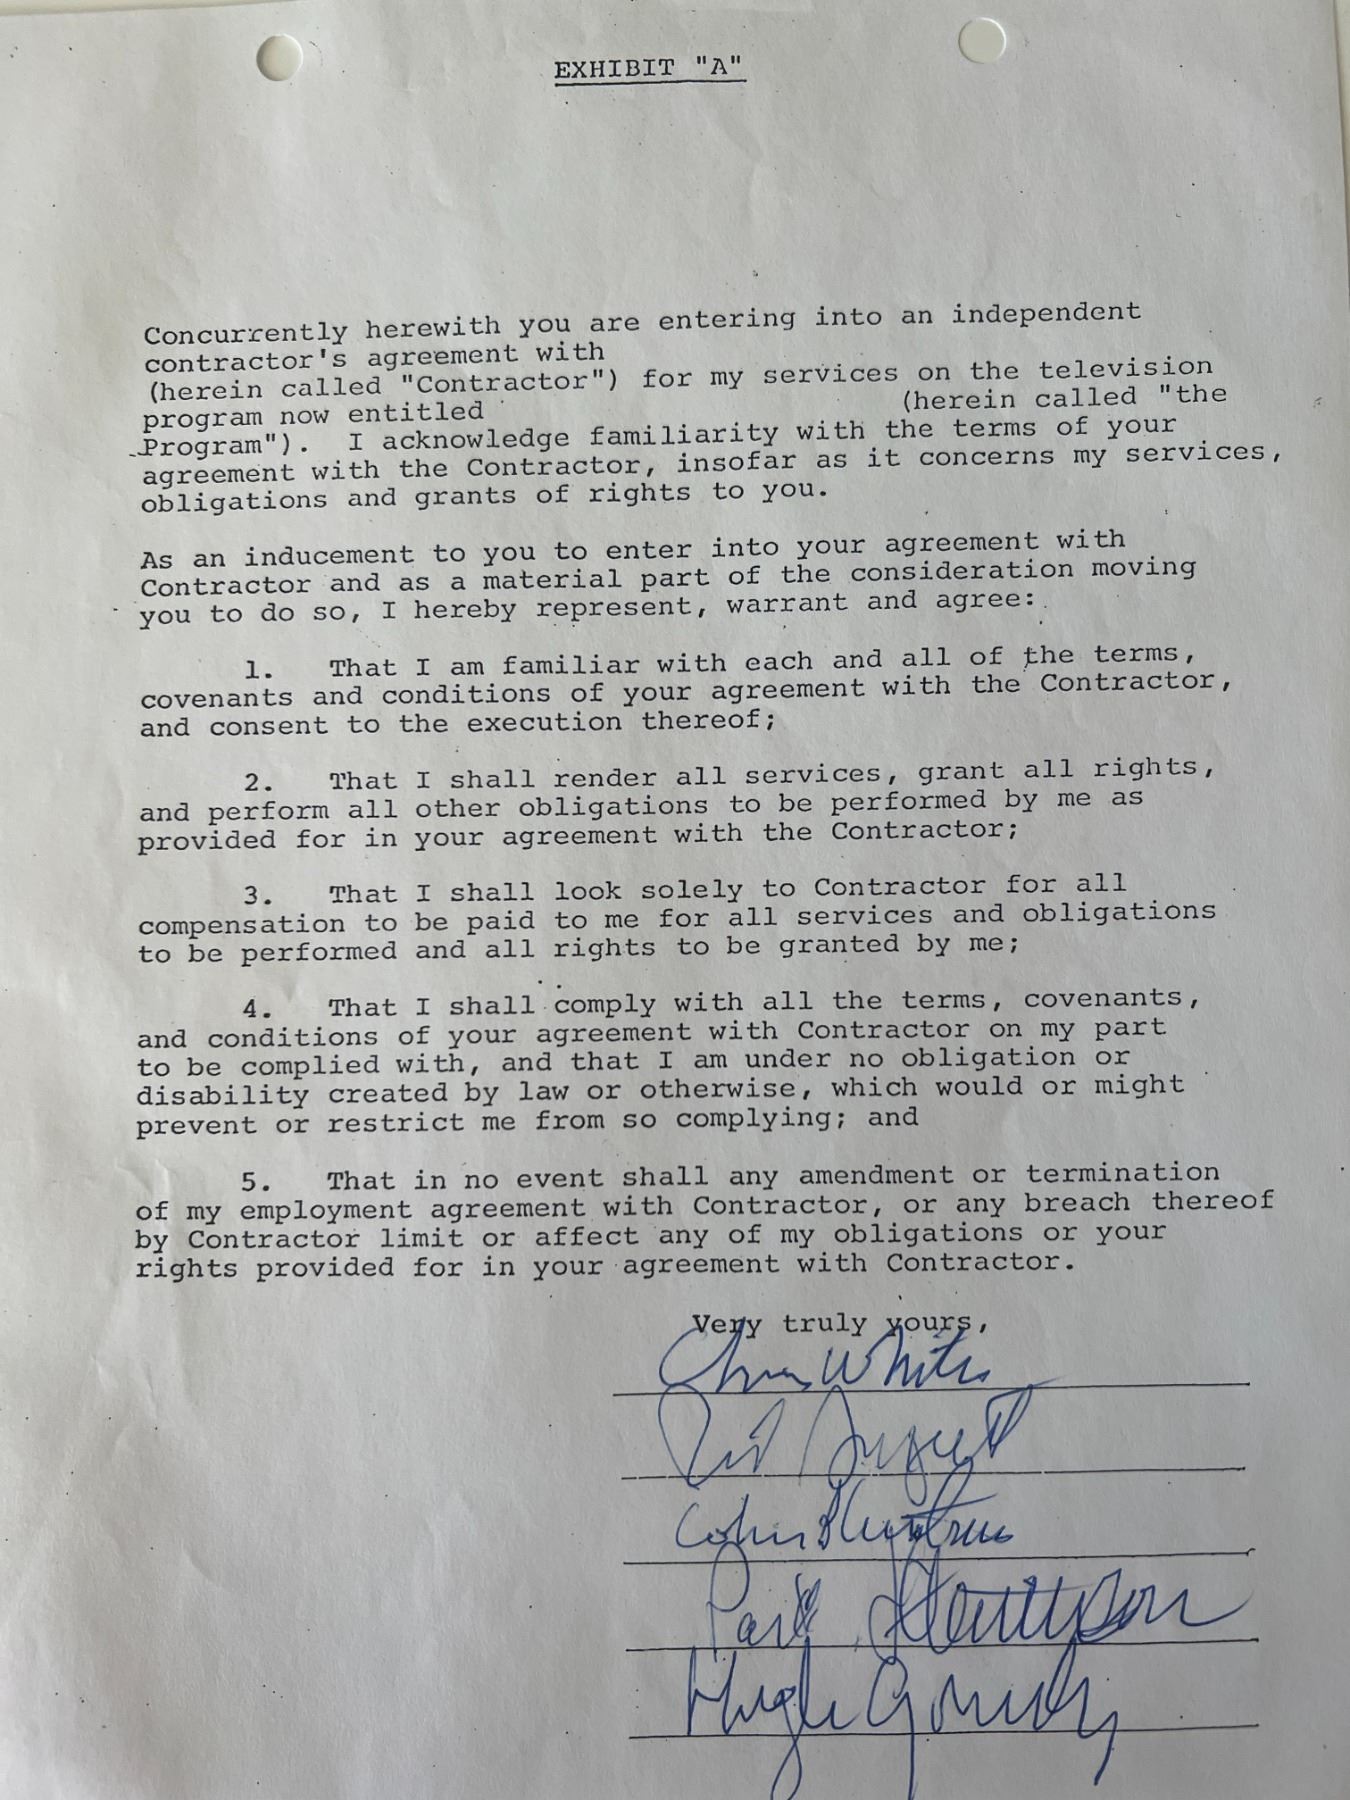 EXHIBIT "A"
Concurrently herewith you are entering into an independent
contractor's agreement with
(herein called "Contractor") for my services on the television
program now entitled (herein called "the
Program"). I acknowledge familiarity with the terms of your
agreement with the Contractor, insofar as it concerns my services,
obligations and grants of rights to you.
As an inducement to you to enter into your agreement with
Contractor and as a material part of the consideration moving
you to do so, I hereby represent, warrant and agree:
1. That I am familiar with each and all of the terms,
covenants and conditions of your agreement with the Contractor,
and consent to the execution thereof;
2. That I shall render all services, grant all rights,
and perform all other obligations to be performed by me as
provided for in your agreement with the Contractor;
3. That I shall look solely to Contractor for all
compensation to be paid to me for all services and obligations
to be performed and all rights to be granted by me;
4. That I shall comply with all the terms, covenants,
and conditions of your agreement with Contractor on my part
to be complied with, and that I am under no obligation or
disability created by law or otherwise, which would or might
prevent or restrict me from so complying; and
5. That in no event shall any amendment or termination
of my employment agreement with Contractor, or any breach thereof
by Contractor limit or affect any of my obligations or your
rights provided for in your agreement with Contractor.
Very truly yours,
Chris White
Rod Argent
Colin Blunstone
Paul Atkinson
Hugh Grundy